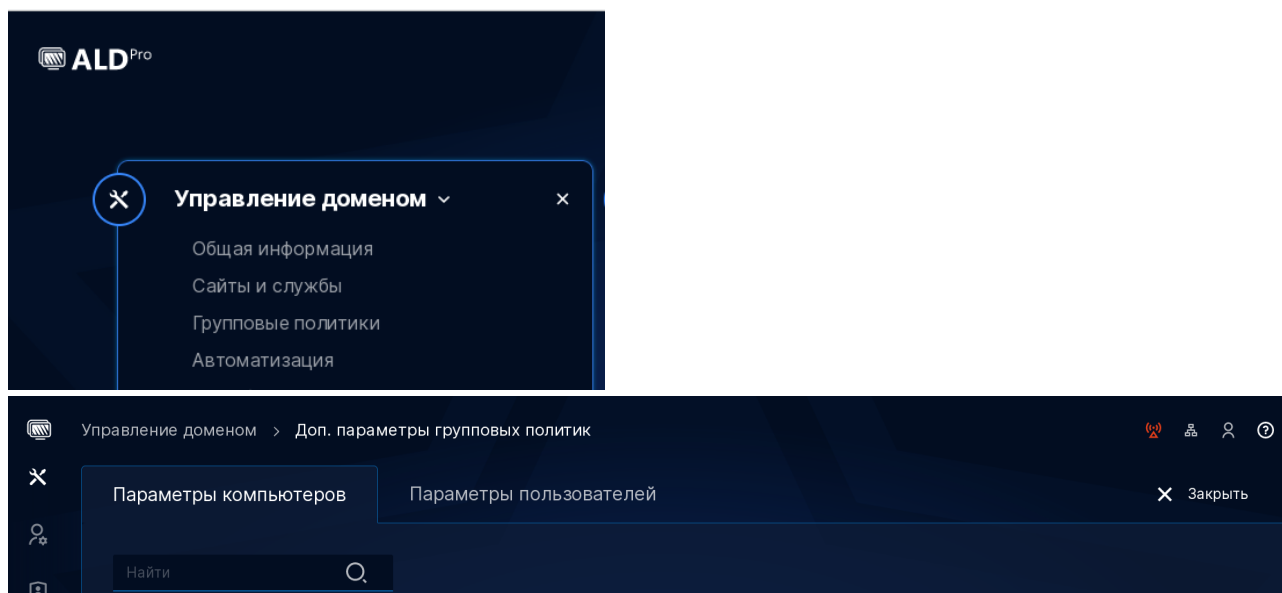 ALD Pro
Управление доменом
Общая информация
Сайты и службы
Групповые политики
Автоматизация
Управление доменом > Доп. параметры групповых политик
Параметры компьютеров Параметры пользователей Закрыть
Найти